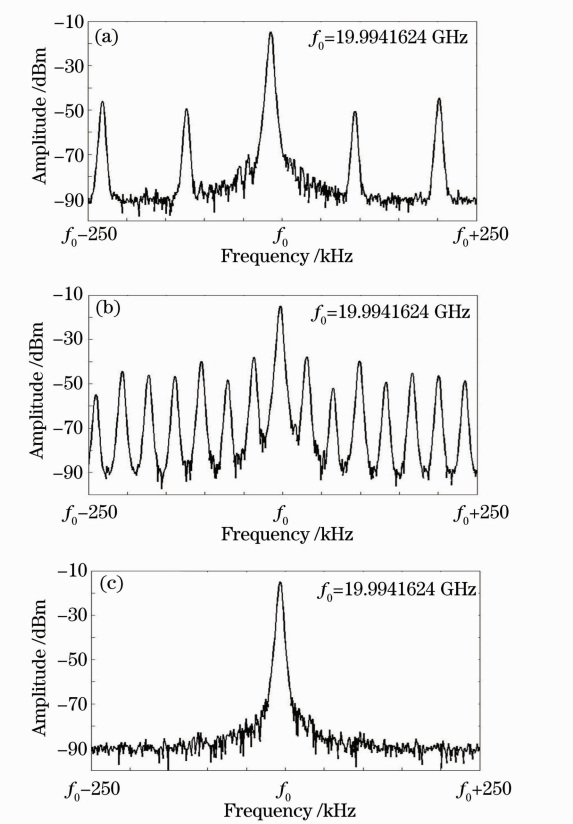 (a)
f₀=19.9941624 GHz
Amplitude /dBm
−10
−30
−50
−70
−90
f₀−250
f₀
f₀+250
Frequency /kHz
(b)
f₀=19.9941624 GHz
Amplitude /dBm
−10
−30
−50
−70
−90
f₀−250
f₀
f₀+250
Frequency /kHz
(c)
f₀=19.9941624 GHz
Amplitude /dBm
−10
−30
−50
−70
−90
f₀−250
f₀
f₀+250
Frequency /kHz